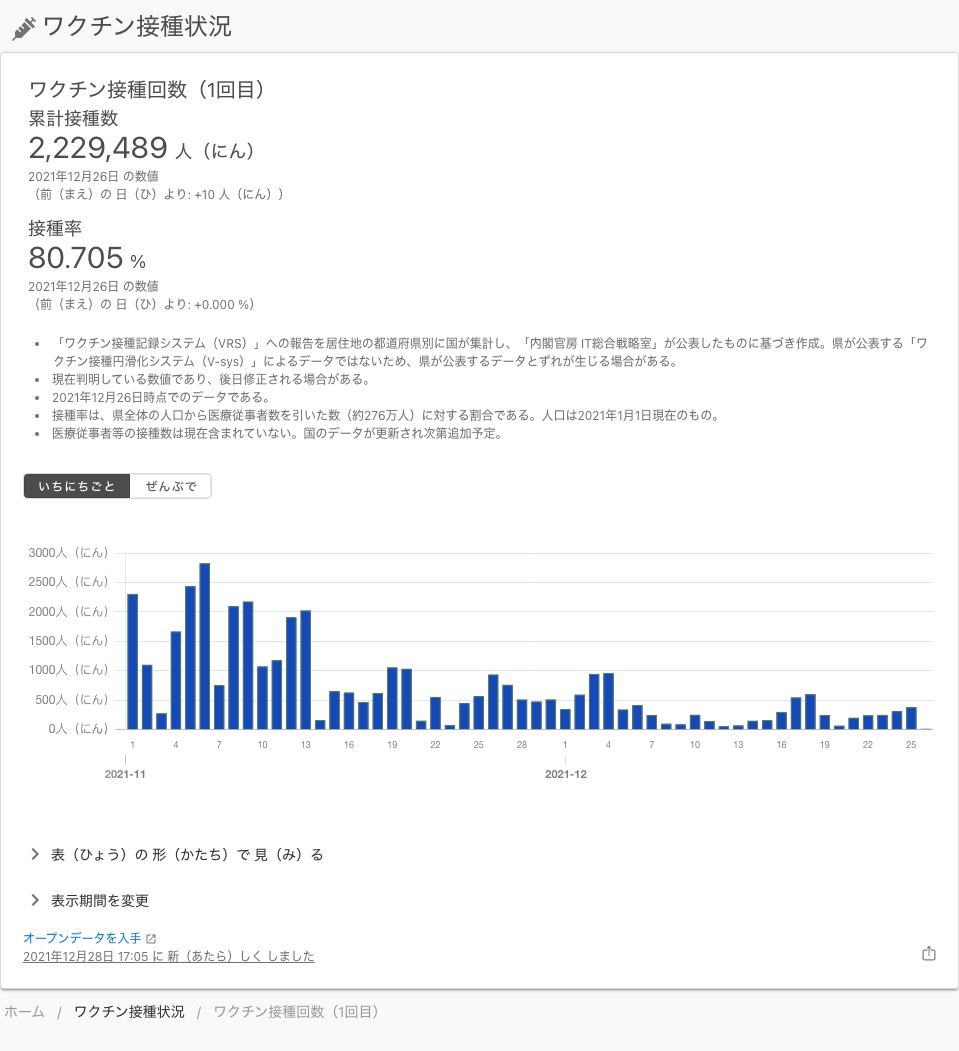 ワクチン接種状況
ワクチン接種回数（1回目）
累計接種数
2,229,489 人（にん）
2021年12月26日 の数値
（前（まえ）の 日（ひ）より: +10 人（にん））
接種率
80.705 %
2021年12月26日 の数値
（前（まえ）の 日（ひ）より: +0.000 %）
• 「ワクチン接種記録システム（VRS）」への報告を居住地の都道府県別に国が集計し、「内閣官房 IT総合戦略室」が公表したものに基づき作成。県が公表する「ワ
クチン接種円滑化システム（V-sys）」によるデータではないため、県が公表するデータとずれが生じる場合がある。
• 現在判明している数値であり、後日修正される場合がある。
• 2021年12月26日時点でのデータである。
• 接種率は、県全体の人口から医療従事者数を引いた数（約276万人）に対する割合である。人口は2021年1月1日現在のもの。
• 医療従事者等の接種数は現在含まれていない。国のデータが更新され次第追加予定。
いちにちごと ぜんぶで
3000人（にん）
2500人（にん）
2000人（にん）
1500人（にん）
1000人（にん）
500人（にん）
0人（にん）
1 4 7 10 13 16 19 22 25 28 1 4 7 10 13 16 19 22 25
2021-11 2021-12
表（ひょう）の 形（かたち）で 見（み）る
表示期間を変更
オープンデータを入手
2021年12月28日 17:05 に 新（あたら）しく しました
ホーム / ワクチン接種状況 / ワクチン接種回数（1回目）